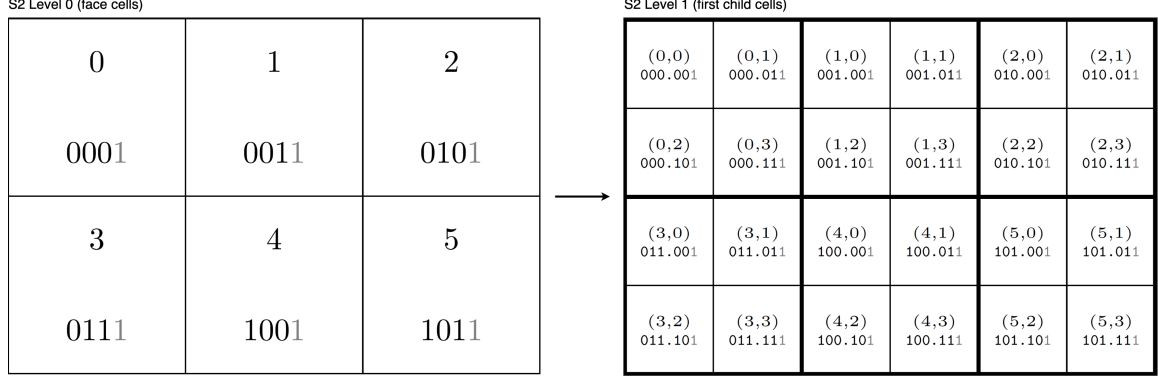 S2 Level 0 (face cells)
0 1 2
0001 0011 0101
3 4 5
0111 1001 1011
S2 Level 1 (first child cells)
(0,0) (0,1) (1,0) (1,1) (2,0) (2,1)
000.001 000.011 001.001 001.011 010.001 010.011
(0,2) (0,3) (1,2) (1,3) (2,2) (2,3)
000.101 000.111 001.101 001.111 010.101 010.111
(3,0) (3,1) (4,0) (4,1) (5,0) (5,1)
011.001 011.011 100.001 100.011 101.001 101.011
(3,2) (3,3) (4,2) (4,3) (5,2) (5,3)
011.101 011.111 100.101 100.111 101.101 101.111